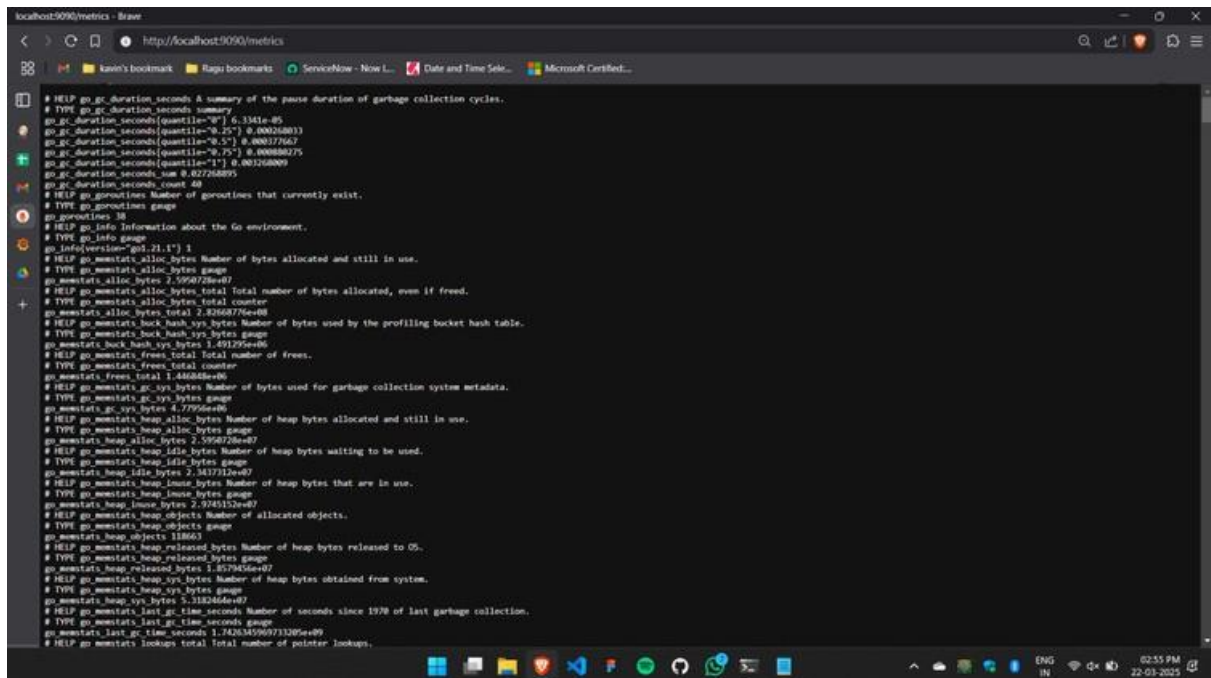 localhost:9090/metrics - Brave
http://localhost:9090/metrics
kavin's bookmark Ragu bookmarks ServiceNow - Now L... Date and Time Sele... Microsoft Certified:...
# HELP go_gc_duration_seconds A summary of the pause duration of garbage collection cycles.
# TYPE go_gc_duration_seconds summary
go_gc_duration_seconds{quantile="0"} 6.3341e-05
go_gc_duration_seconds{quantile="0.25"} 0.000268033
go_gc_duration_seconds{quantile="0.5"} 0.000377667
go_gc_duration_seconds{quantile="0.75"} 0.000880275
go_gc_duration_seconds{quantile="1"} 0.003268009
go_gc_duration_seconds_sum 0.027268895
go_gc_duration_seconds_count 40
# HELP go_goroutines Number of goroutines that currently exist.
# TYPE go_goroutines gauge
go_goroutines 38
# HELP go_info Information about the Go environment.
# TYPE go_info gauge
go_info{version="go1.21.1"} 1
# HELP go_memstats_alloc_bytes Number of bytes allocated and still in use.
# TYPE go_memstats_alloc_bytes gauge
go_memstats_alloc_bytes 2.5950728e+07
# HELP go_memstats_alloc_bytes_total Total number of bytes allocated, even if freed.
# TYPE go_memstats_alloc_bytes_total counter
go_memstats_alloc_bytes_total 2.82668776e+08
# HELP go_memstats_buck_hash_sys_bytes Number of bytes used by the profiling bucket hash table.
# TYPE go_memstats_buck_hash_sys_bytes gauge
go_memstats_buck_hash_sys_bytes 1.491295e+06
# HELP go_memstats_frees_total Total number of frees.
# TYPE go_memstats_frees_total counter
go_memstats_frees_total 1.446848e+06
# HELP go_memstats_gc_sys_bytes Number of bytes used for garbage collection system metadata.
# TYPE go_memstats_gc_sys_bytes gauge
go_memstats_gc_sys_bytes 4.77956e+06
# HELP go_memstats_heap_alloc_bytes Number of heap bytes allocated and still in use.
# TYPE go_memstats_heap_alloc_bytes gauge
go_memstats_heap_alloc_bytes 2.5950728e+07
# HELP go_memstats_heap_idle_bytes Number of heap bytes waiting to be used.
# TYPE go_memstats_heap_idle_bytes gauge
go_memstats_heap_idle_bytes 2.3437312e+07
# HELP go_memstats_heap_inuse_bytes Number of heap bytes that are in use.
# TYPE go_memstats_heap_inuse_bytes gauge
go_memstats_heap_inuse_bytes 2.9745152e+07
# HELP go_memstats_heap_objects Number of allocated objects.
# TYPE go_memstats_heap_objects gauge
go_memstats_heap_objects 118663
# HELP go_memstats_heap_released_bytes Number of heap bytes released to OS.
# TYPE go_memstats_heap_released_bytes gauge
go_memstats_heap_released_bytes 1.8579456e+07
# HELP go_memstats_heap_sys_bytes Number of heap bytes obtained from system.
# TYPE go_memstats_heap_sys_bytes gauge
go_memstats_heap_sys_bytes 5.3182464e+07
# HELP go_memstats_last_gc_time_seconds Number of seconds since 1970 of last garbage collection.
# TYPE go_memstats_last_gc_time_seconds gauge
go_memstats_last_gc_time_seconds 1.7426345969733205e+09
# HELP go_memstats_lookups_total Total number of pointer lookups.
ENG 02:55 PM
IN 22-03-2025